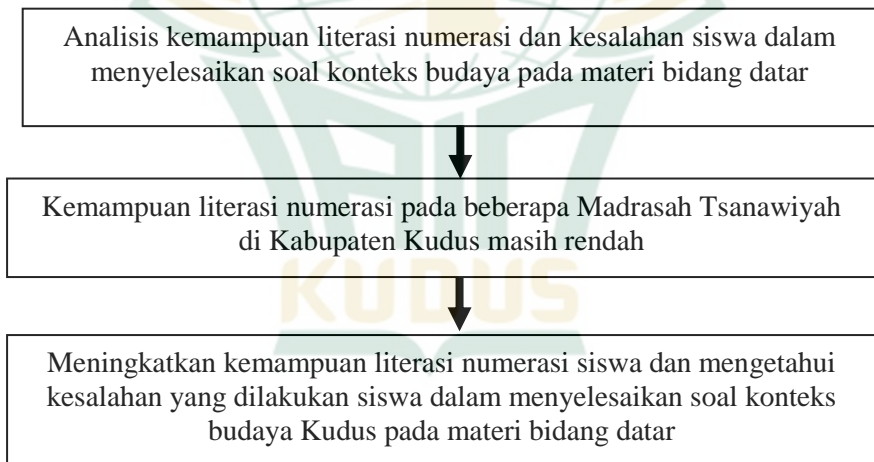 Analisis kemampuan literasi numerasi dan kesalahan siswa dalam
menyelesaikan soal konteks budaya pada materi bidang datar
Kemampuan literasi numerasi pada beberapa Madrasah Tsanawiyah
di Kabupaten Kudus masih rendah
KUDUS
Meningkatkan kemampuan literasi numerasi siswa dan mengetahui
kesalahan yang dilakukan siswa dalam menyelesaikan soal konteks
budaya Kudus pada materi bidang datar